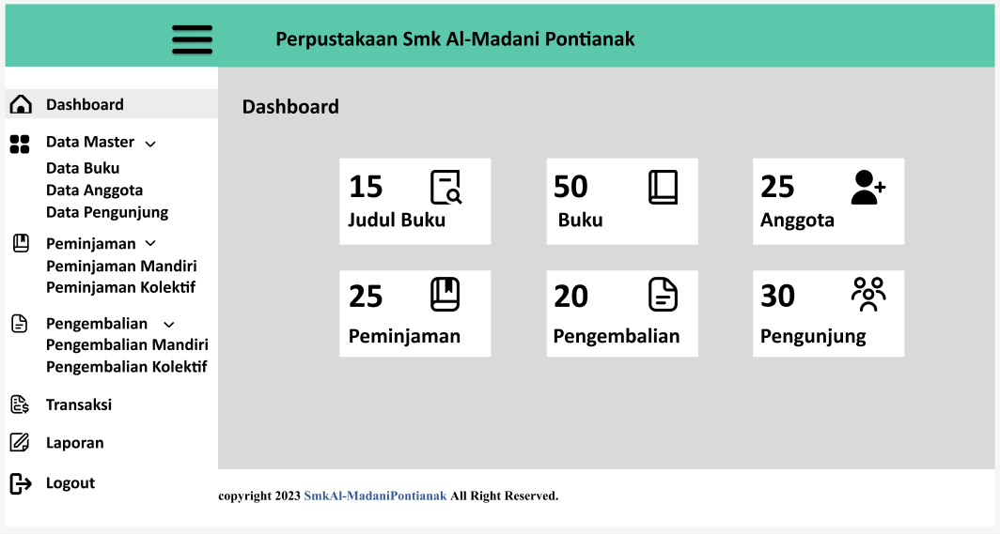 Perpustakaan Smk Al-Madani Pontianak
Dashboard
Data Master
Data Buku
Data Anggota
Data Pengunjung
Peminjaman
Peminjaman Mandiri
Peminjaman Kolektif
Pengembalian
Pengembalian Mandiri
Pengembalian Kolektif
Transaksi
Laporan
Logout
Dashboard
15
Judul Buku
50
Buku
25
Anggota
25
Peminjaman
20
Pengembalian
30
Pengunjung
copyright 2023 SmkAl-MadaniPontianak All Right Reserved.